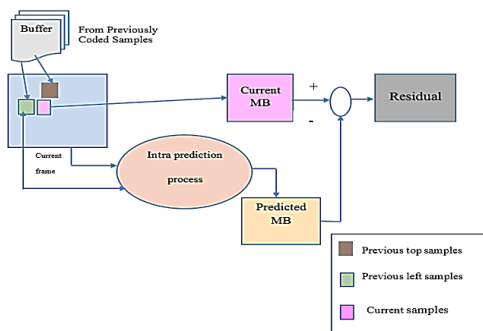 Buffer
From Previously
Coded Samples
Current
MB
+
-
Residual
Current
frame
Intra prediction
process
Predicted
MB
Previous top samples
Previous left samples
Current samples